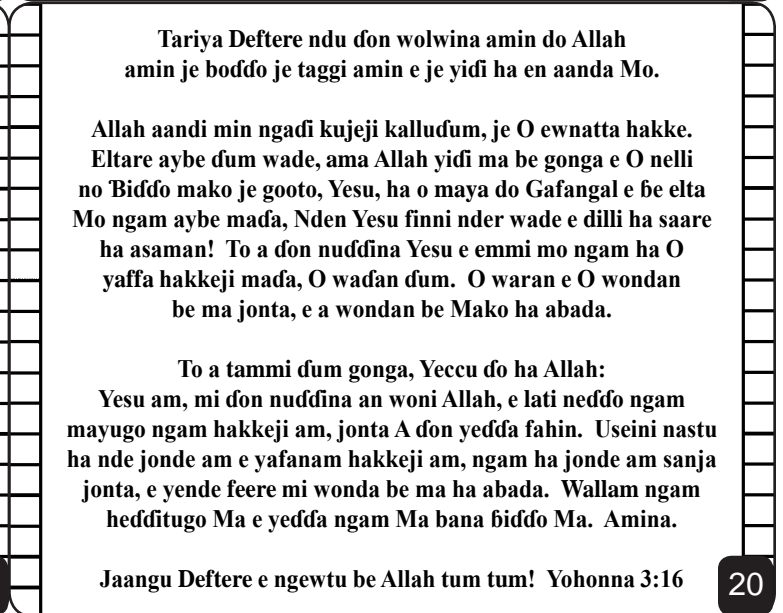 Tariya Deftere ndu ɗon wolwina amin do Allah
amin je boɗɗo je taggi amin e je yiɗi ha en aanda Mo.
Allah aandi min ngaɗi kujeji kalluɗum, je O ewnatta hakke.
Eltare aybe ɗum wade, ama Allah yiɗi ma be gonga e O nelli
no Ɓiɗɗo mako je gooto, Yesu, ha o maya do Gafangal e ɓe elta
Mo ngam aybe maɗa, Nden Yesu finni nder wade e dilli ha saare
ha asaman! To a ɗon nuɗɗina Yesu e emmi mo ngam ha O
yaffa hakkeji maɗa, O waɗan ɗum. O waran e O wondan
be ma jonta, e a wondan be Mako ha abada.
To a tammi ɗum gonga, Yeccu ɗo ha Allah:
Yesu am, mi ɗon nuɗɗina an woni Allah, e lati neɗɗo ngam
mayugo ngam hakkeji am, jonta A ɗon yeɗɗa fahin. Useini nastu
ha nde jonde am e yafanam hakkeji am, ngam ha jonde am sanja
jonta, e yende feere mi wonda be ma ha abada. Wallam ngam
heɗɗitugo Ma e yeɗɗa ngam Ma bana ɓiɗɗo Ma. Amina.
Jaangu Deftere e ngewtu be Allah tum tum! Yohonna 3:16
20